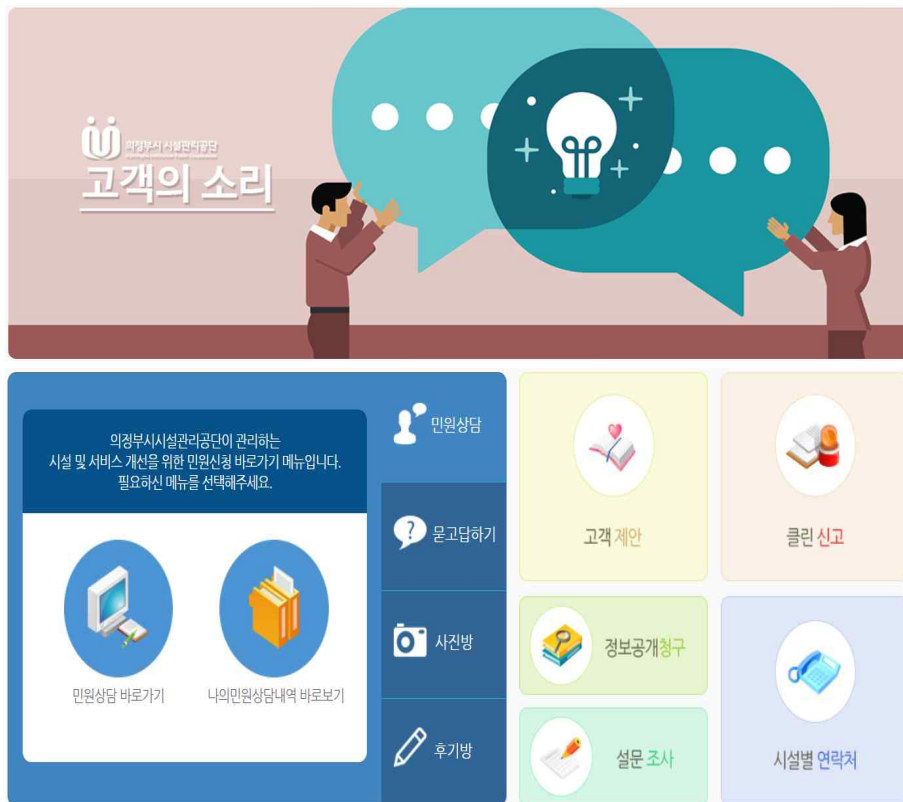 의정부시 시설관리공단
고객의 소리
의정부시시설관리공단이 관리하는
시설 및 서비스 개선을 위한 민원신청 바로가기 메뉴입니다.
필요하신 메뉴를 선택해주세요.
민원상담 바로가기
나의민원상담내역 바로보기
민원상담
묻고답하기
사진방
후기방
고객 제안
클린 신고
정보공개청구
설문 조사
시설별 연락처